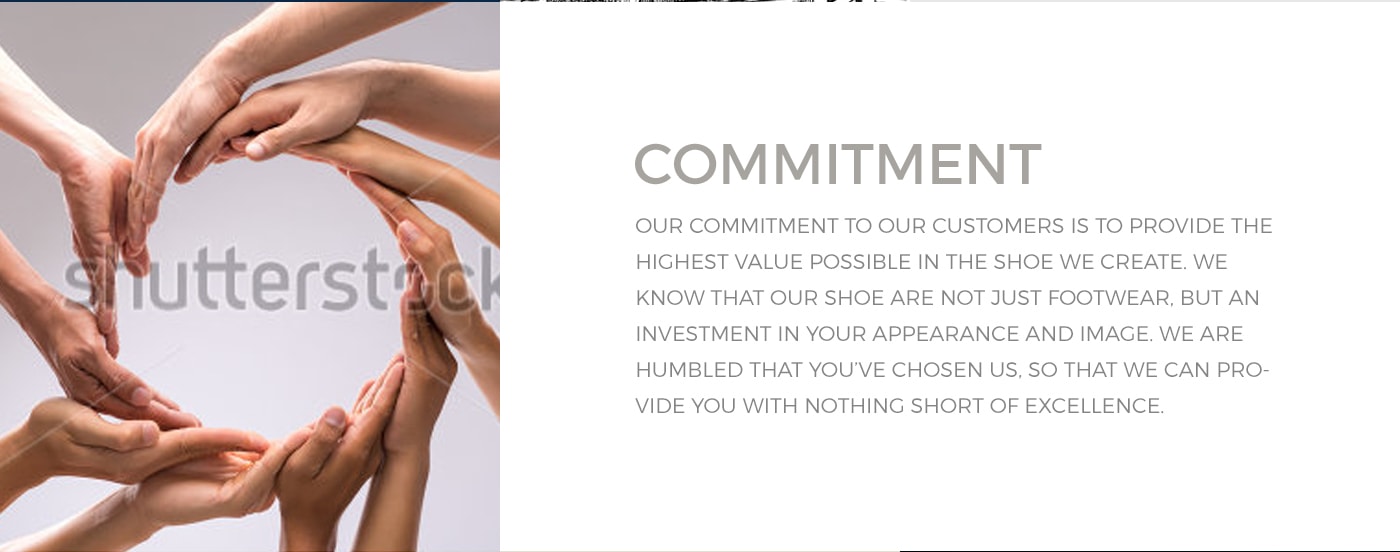 shutterstock
COMMITMENT
OUR COMMITMENT TO OUR CUSTOMERS IS TO PROVIDE THE
HIGHEST VALUE POSSIBLE IN THE SHOE WE CREATE. WE
KNOW THAT OUR SHOE ARE NOT JUST FOOTWEAR, BUT AN
INVESTMENT IN YOUR APPEARANCE AND IMAGE. WE ARE
HUMBLED THAT YOU'VE CHOSEN US, SO THAT WE CAN PRO-
VIDE YOU WITH NOTHING SHORT OF EXCELLENCE.